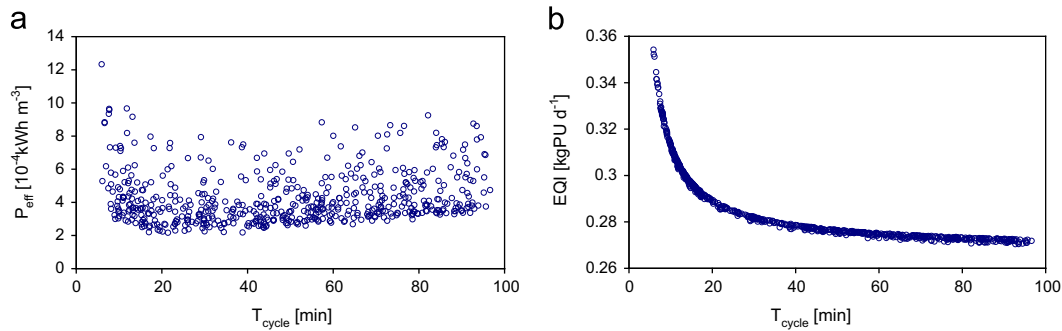 a
14
12
10
8
6
4
2
0
P_eff [10⁻⁴kWh m⁻³]
0 20 40 60 80 100
T_cycle [min]
b
0.36
0.34
0.32
0.3
0.28
0.26
EQI [kgPU d⁻¹]
0 20 40 60 80 100
T_cycle [min]